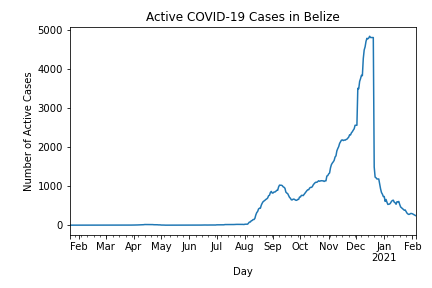 Active COVID-19 Cases in Belize
Number of Active Cases
5000
4000
3000
2000
1000
0
Feb Mar Apr May Jun Jul Aug Sep Oct Nov Dec Jan Feb
2021
Day